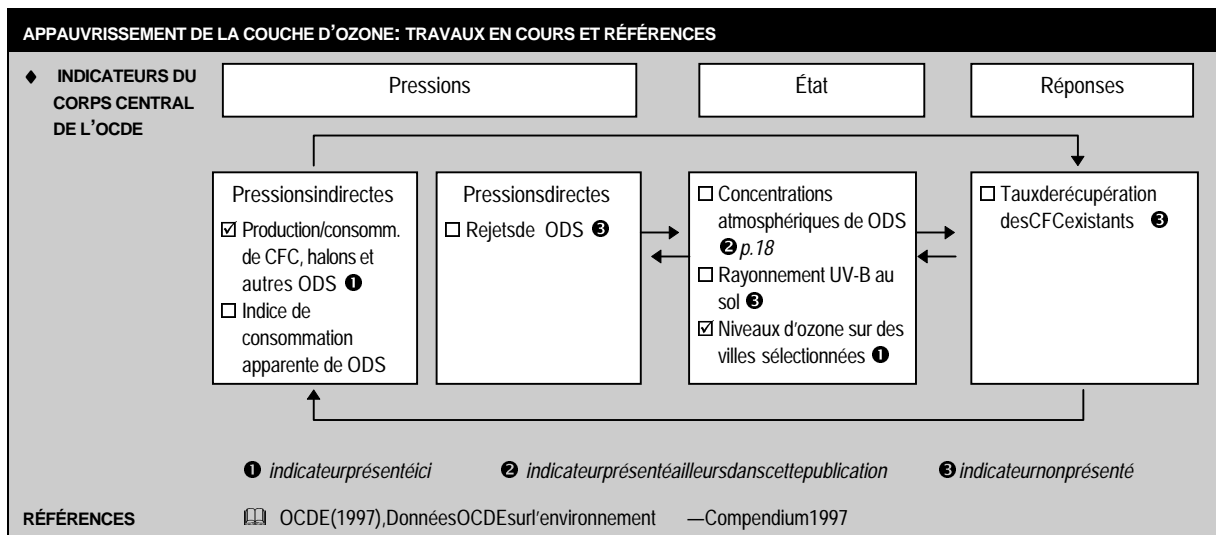 APPAUVRISSEMENT DE LA COUCHE D'OZONE: TRAVAUX EN COURS ET RÉFÉRENCES
♦ INDICATEURS DU
CORPS CENTRAL
DE L'OCDE
Pressions
État
Réponses
Pressionsindirectes
☑ Production/consomm.
de CFC, halons et
autres ODS ❶
☐ Indice de
consommation
apparente de ODS
Pressionsdirectes
☐ Rejetsde ODS ❸
☐ Concentrations
atmosphériques de ODS
❷ p.18
☐ Rayonnement UV-B au
sol ❸
☑ Niveaux d'ozone sur des
villes sélectionnées ❶
☐ Tauxderécupération
desCFCexistants ❸
❶ indicateurprésentéici ❷ indicateurprésentéailleursdanscettepublication ❸ indicateurnonprésenté
RÉFÉRENCES 🕮 OCDE(1997),DonnéesOCDEsurl'environnement —Compendium1997